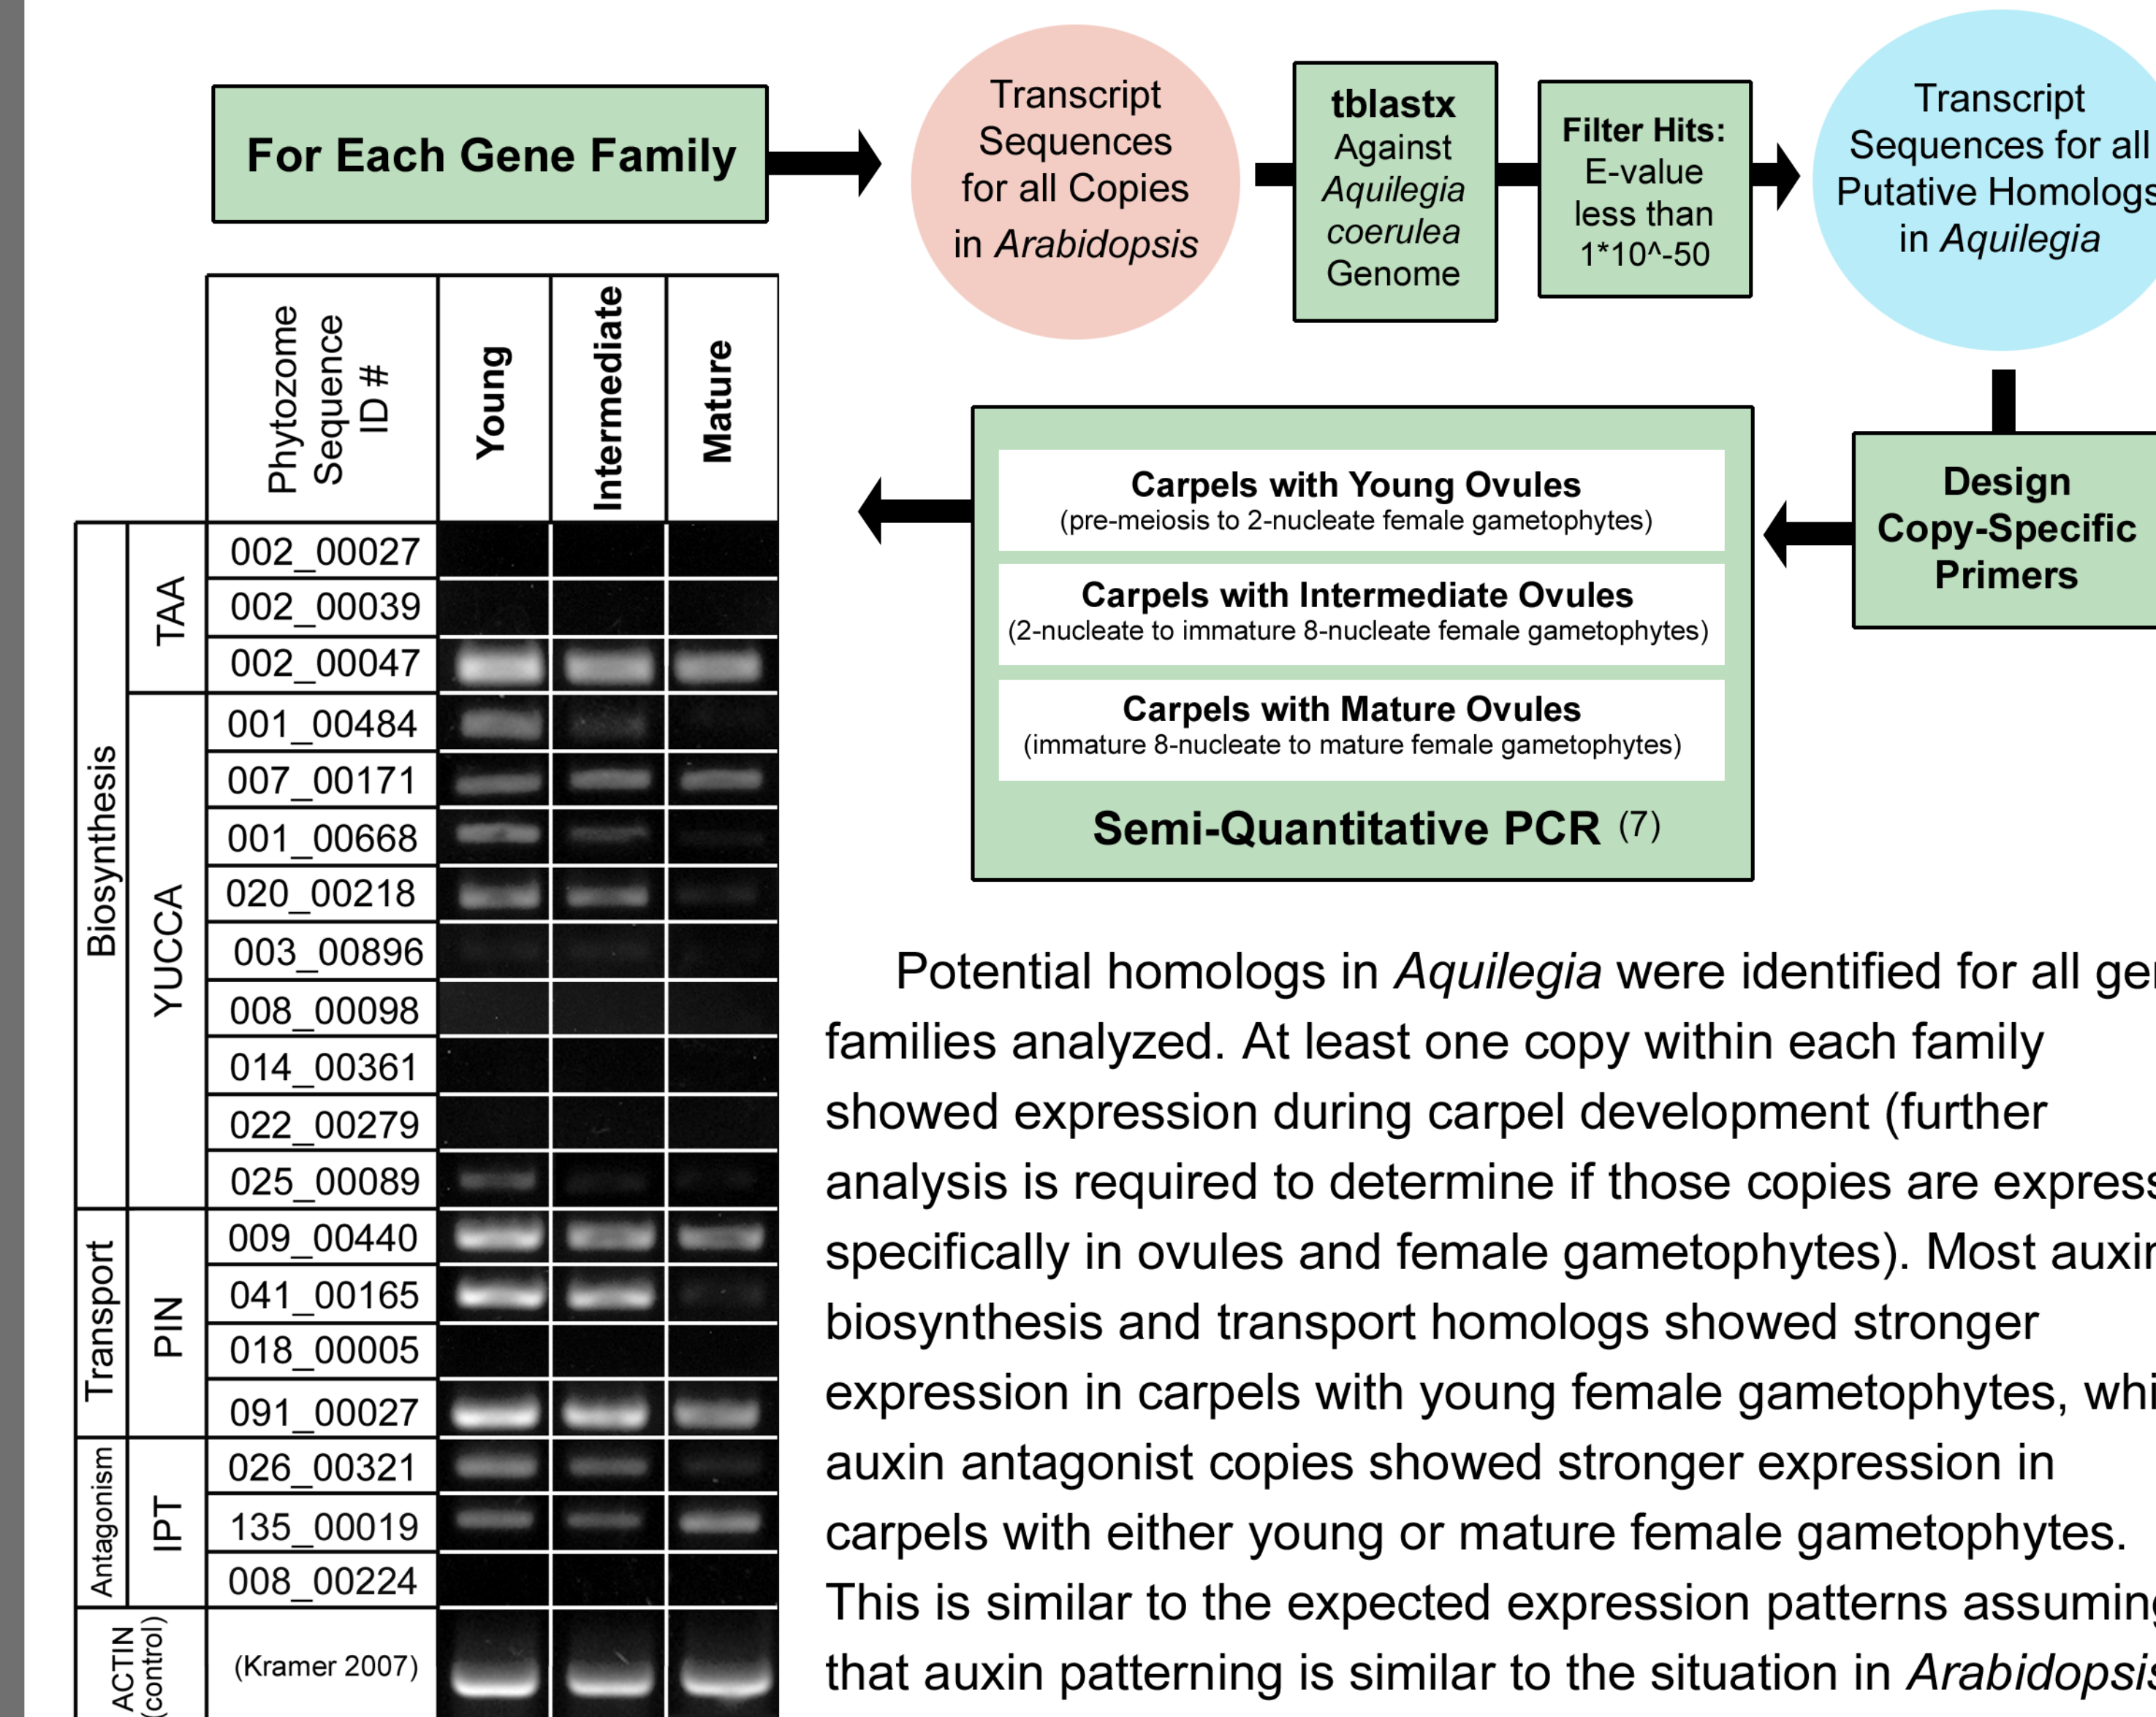 For Each Gene Family
Transcript
Sequences
for all Copies
in Arabidopsis
tblastx
Against
Aquilegia
coerulea
Genome
Filter Hits:
E-value
less than
1*10^-50
Transcript
Sequences for all
Putative Homologs
in Aquilegia
Design
Copy-Specific
Primers
Carpels with Young Ovules
(pre-meiosis to 2-nucleate female gametophytes)
Carpels with Intermediate Ovules
(2-nucleate to immature 8-nucleate female gametophytes)
Carpels with Mature Ovules
(immature 8-nucleate to mature female gametophytes)
Semi-Quantitative PCR (7)
Phytozome
Sequence
ID #
Young
Intermediate
Mature
Biosynthesis
TAA
002_00027
002_00039
002_00047
YUCCA
001_00484
007_00171
001_00668
020_00218
003_00896
008_00098
014_00361
022_00279
025_00089
Transport
PIN
009_00440
041_00165
018_00005
091_00027
Antagonism
IPT
026_00321
135_00019
008_00224
ACTIN
(control)
(Kramer 2007)
Potential homologs in Aquilegia were identified for all
families analyzed. At least one copy within each family
showed expression during carpel development (further
analysis is required to determine if those copies are
specifically in ovules and female gametophytes). Most auxin
biosynthesis and transport homologs showed stronger
expression in carpels with young female gametophytes,
auxin antagonist copies showed stronger expression in
carpels with either young or mature female gametophytes.
This is similar to the expected expression patterns assuming
that auxin patterning is similar to the situation in Arabidopsis